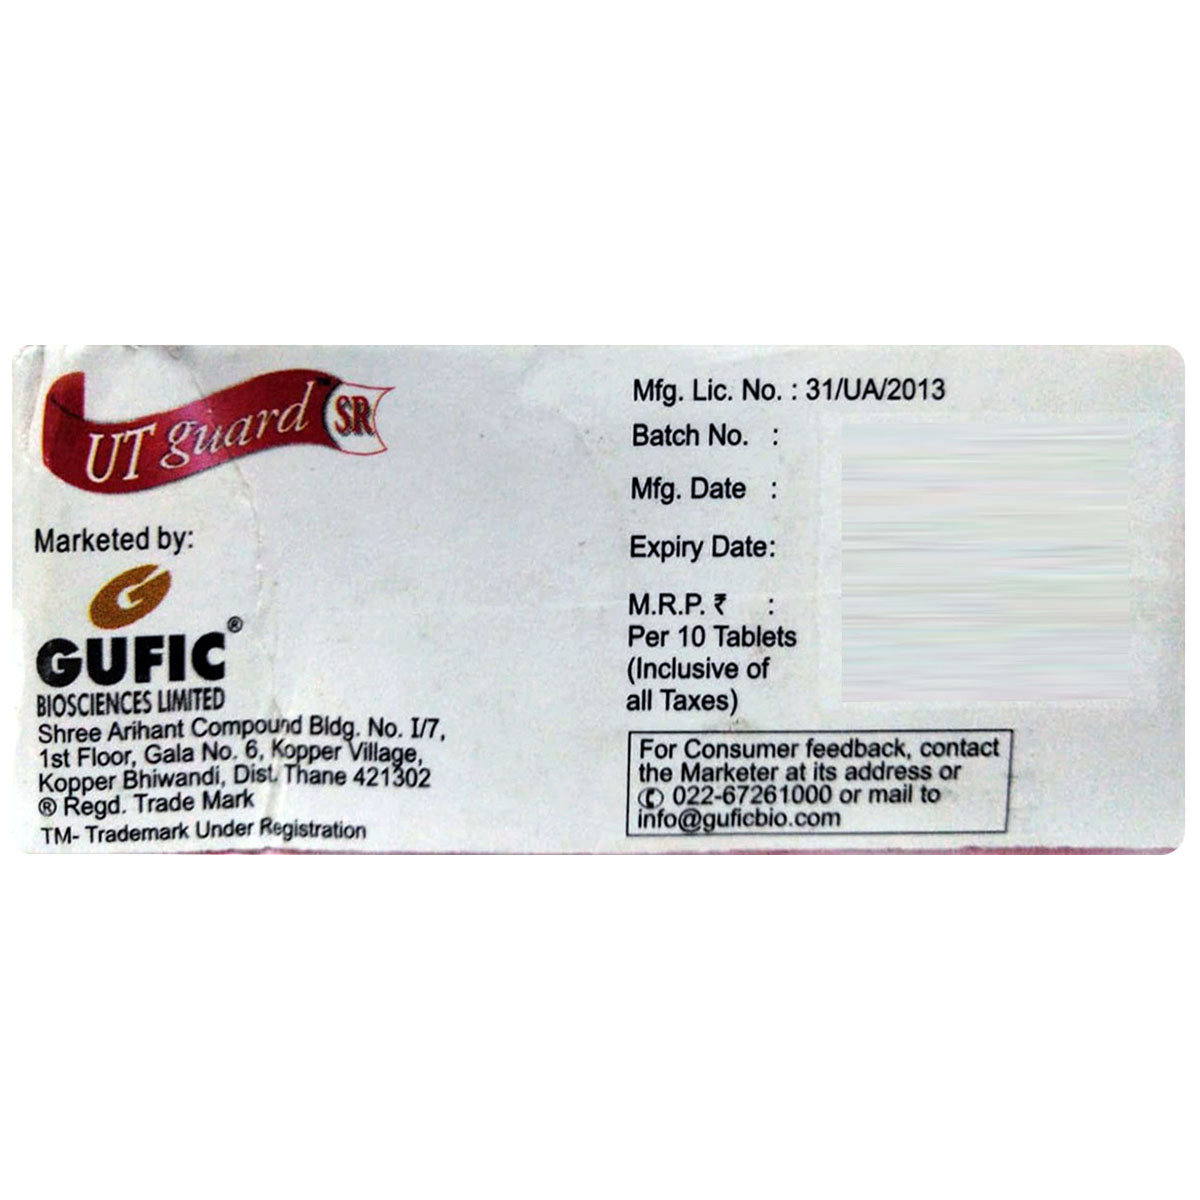 UT guard™ SR
Marketed by:
G
GUFIC®
BIOSCIENCES LIMITED
Shree Arihant Compound Bldg. No. I/7,
1st Floor, Gala No. 6, Kopper Village,
Kopper Bhiwandi, Dist. Thane 421302
® Regd. Trade Mark
TM- Trademark Under Registration
Mfg. Lic. No. : 31/UA/2013
Batch No. :
Mfg. Date :
Expiry Date:
M.R.P. ₹ :
Per 10 Tablets
(Inclusive of
all Taxes)
For Consumer feedback, contact
the Marketer at its address or
✆ 022-67261000 or mail to
info@guficbio.com